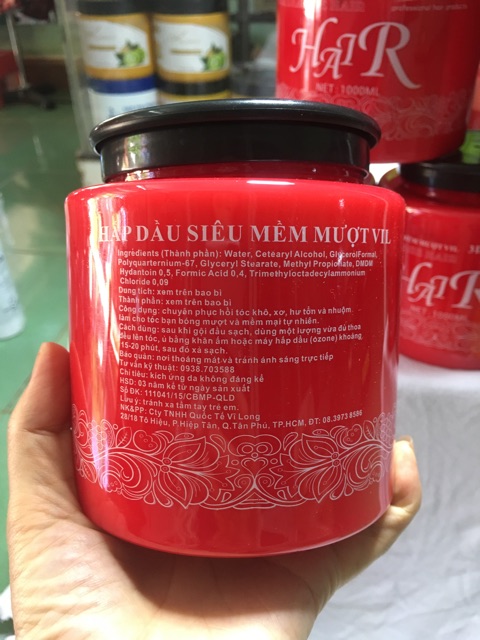 professional hair products
HAIR
NET 1000ML
HẤP DẦU SIÊU MỀM MƯỢT VIL
Ingredients (Thành phần): Water, Cetearyl Alcohol, GlycerolFormal,
Polyquarternium-67, Glyceryl Stearate, Methyl Propionate, DMDM
Hydantoin 0,5, Formic Acid 0,4, Trimethyloctadecylammonium
Chloride 0,09
Dung tích: xem trên bao bì
Thành phần: xem trên bao bì
Công dụng: chuyên phục hồi tóc khô, xơ, hư tổn và nhuộm
làm cho tóc bạn bóng mượt và mềm mại tự nhiên.
Cách dùng: sau khi gội đầu sạch, dùng một lượng vừa đủ thoa
đều lên tóc, ủ bằng khăn ấm hoặc máy hấp dầu (ozone) khoảng
15-20 phút, sau đó xả sạch.
Bảo quản: nơi thoáng mát và tránh ánh sáng trực tiếp
Tư vấn kỹ thuật: 0938.703588
Chỉ tiêu: kích ứng da không đáng kể
HSD: 03 năm kể từ ngày sản xuất
Số ĐK: 111041/15/CBMP-QLD
Lưu ý: tránh xa tầm tay trẻ em.
NK&PP: Cty TNHH Quốc Tế Vĩ Long
28/18 Tô Hiệu, P.Hiệp Tân, Q.Tân Phú, TP.HCM, ĐT: 08.3973 8586
HAIR